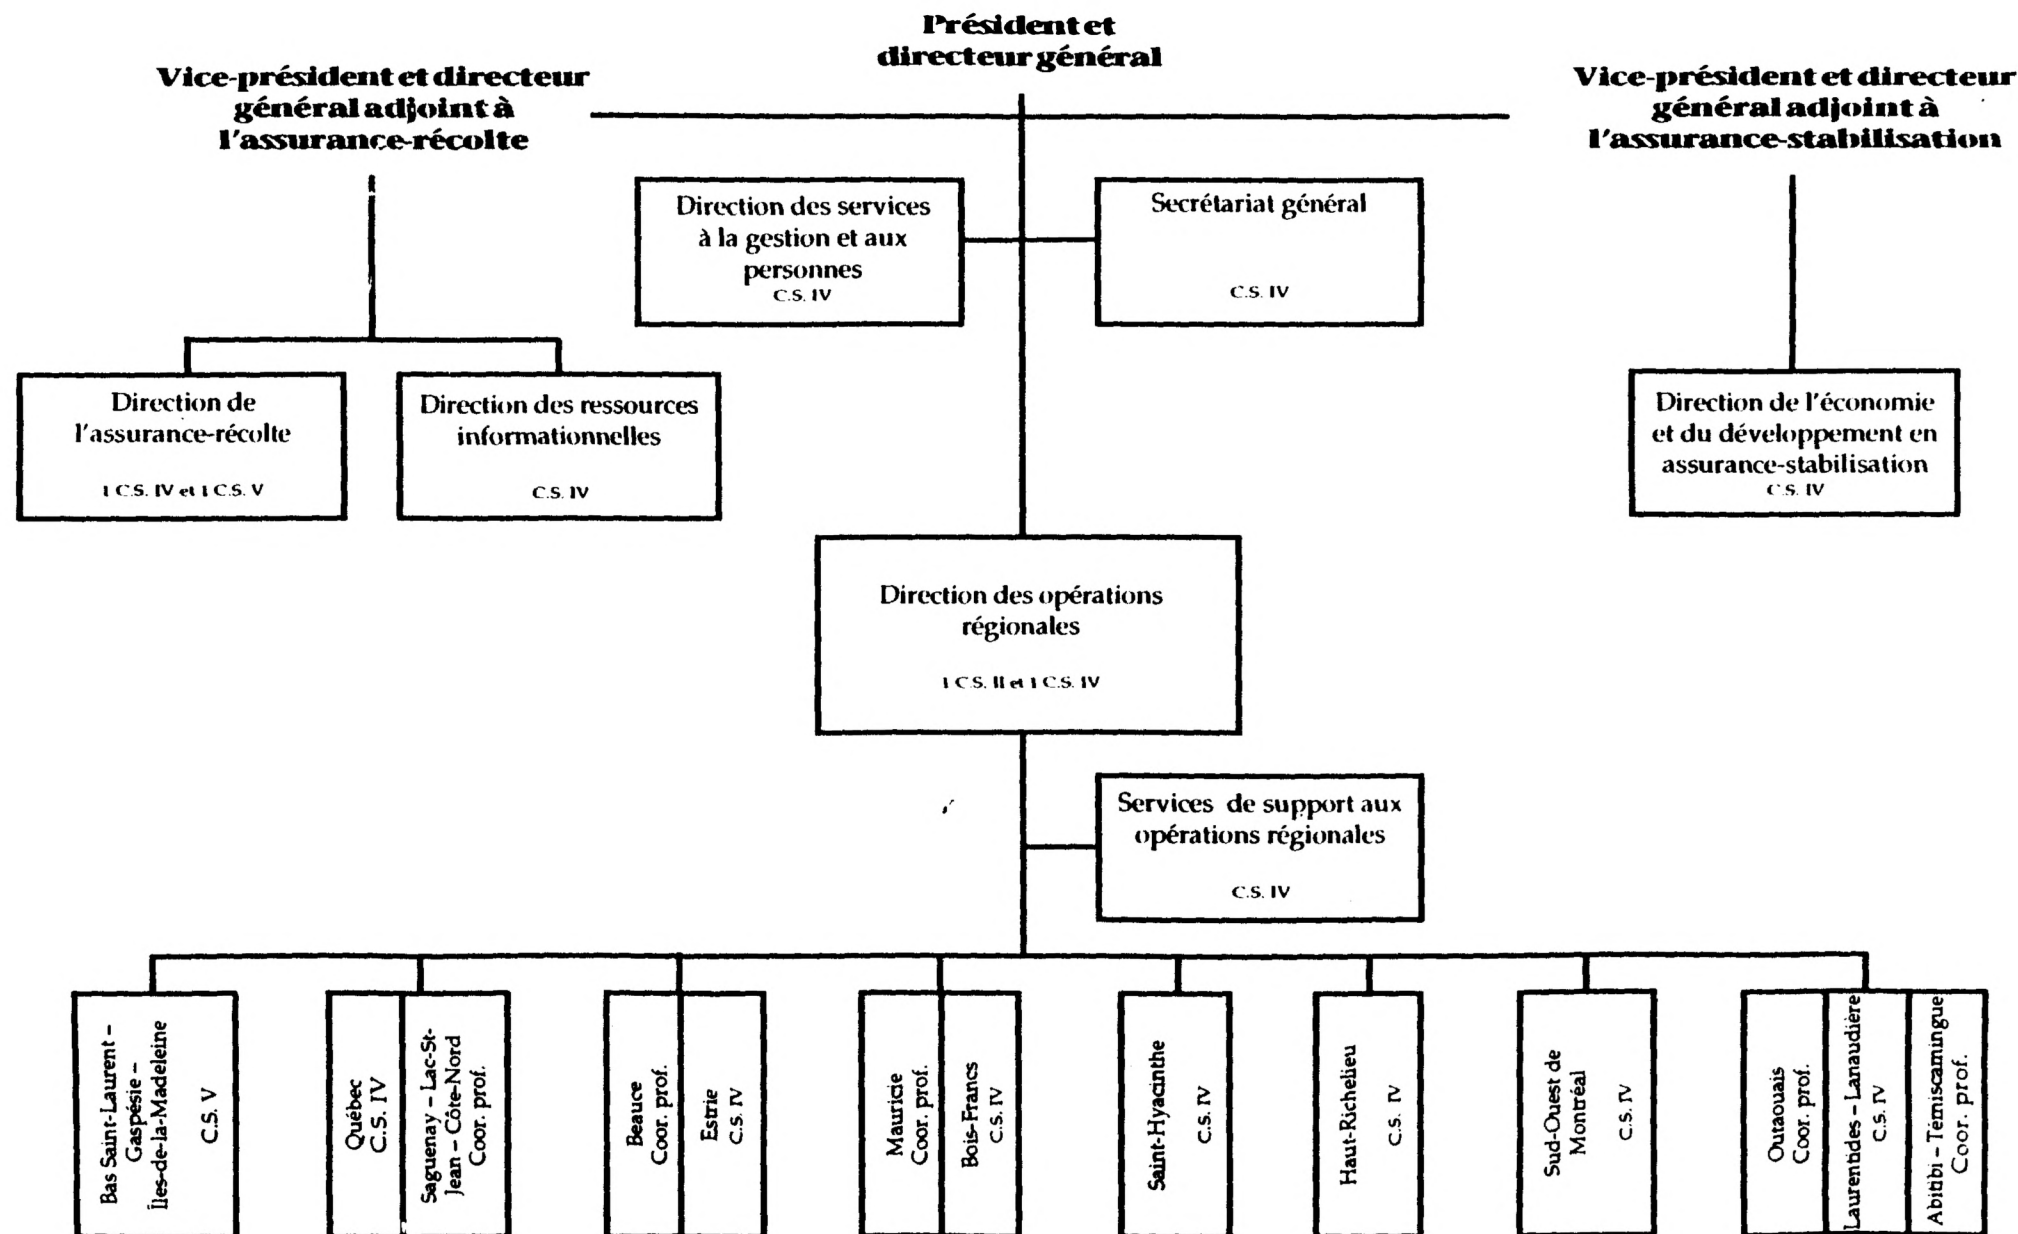 Président et
directeur général
Vice-président et directeur
général adjoint à
l'assurance-récolte
Vice-président et directeur
général adjoint à
l'assurance-stabilisation
Direction des services
à la gestion et aux
personnes
C.S. IV
Secrétariat général
C.S. IV
Direction de
l'assurance-récolte
1 C.S. IV et 1 C.S. V
Direction des ressources
informationnelles
C.S. IV
Direction de l'économie
et du développement en
assurance-stabilisation
C.S. IV
Direction des opérations
régionales
1 C.S. II et 1 C.S. IV
Services de support aux
opérations régionales
C.S. IV
Bas Saint-Laurent –
Gaspésie –
Îles-de-la-Madeleine
C.S. V
Québec
C.S. IV
Saguenay – Lac-St-
Jean – Côte-Nord
Coor. prof.
Beauce
Coor. prof.
Estrie
C.S. IV
Mauricie
Coor. prof.
Bois-Francs
C.S. IV
Saint-Hyacinthe
C.S. IV
Haut-Richelieu
C.S. IV
Sud-Ouest de
Montréal
C.S. IV
Outaouais
Coor. prof.
Laurentides – Lanaudière
C.S. IV
Abitibi – Témiscamingue
Coor. prof.